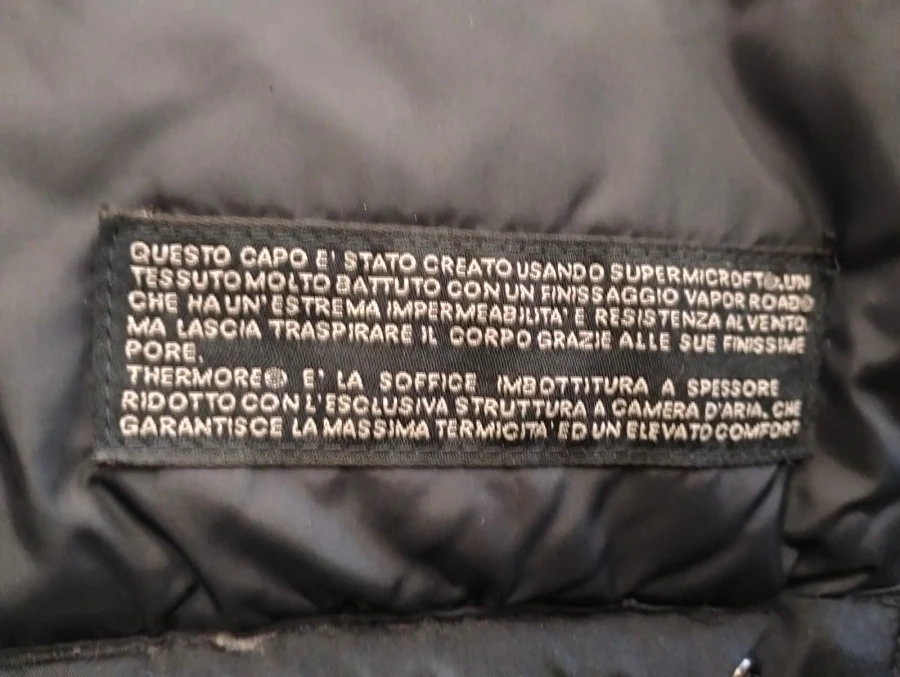 QUESTO CAPO E' STATO CREATO USANDO SUPERMICROFT®.UN
TESSUTO MOLTO BATTUTO CON UN FINISSAGGIO VAPORROAD®
CHE HA UN' ESTREMA IMPERMEABILITA' E RESISTENZA AL VENTO.
MA LASCIA TRASPIRARE IL CORPO GRAZIE ALLE SUE FINISSIME
PORE.
THERMORE® E' LA SOFFICE IMBOTTITURA A SPESSORE
RIDOTTO CON L'ESCLUSIVA STRUTTURA A CAMERA D'ARIA. CHE
GARANTISCE LA MASSIMA TERMICITA' ED UN ELEVATO COMFORT